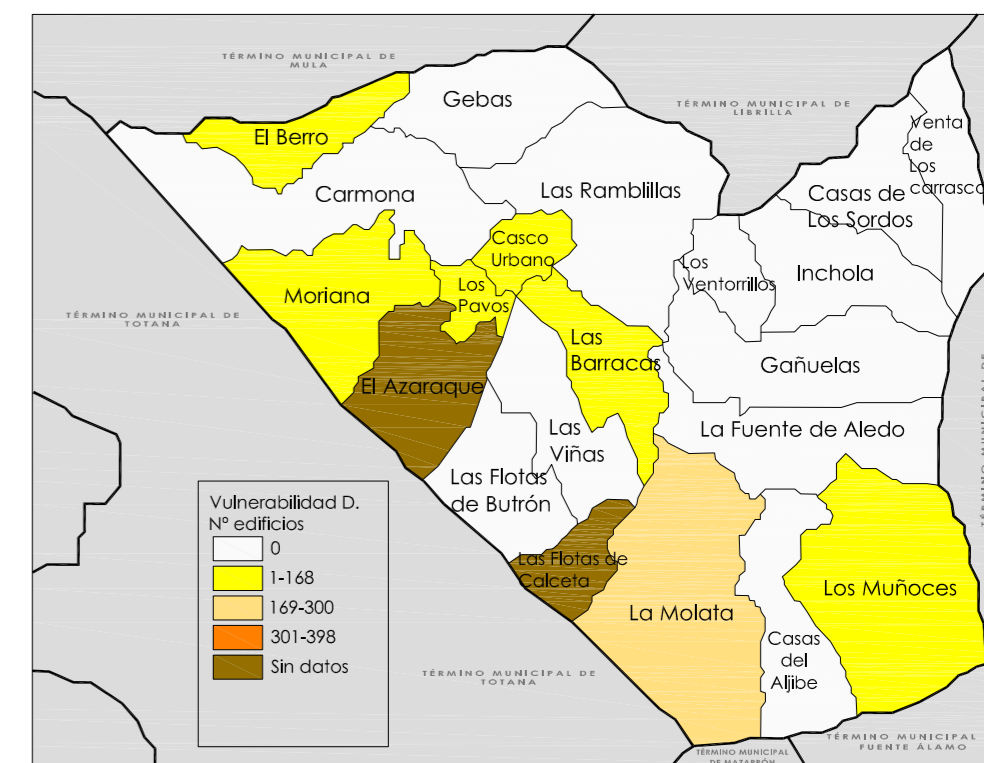 TÉRMINO MUNICIPAL DE
MULA
Gebas
TÉRMINO MUNICIPAL DE
LIBRILLA
El Berro
Venta
de
Los
carrasco
Carmona
Las Ramblillas
Casas de
Los Sordos
Casco
Urbano
Los
Ventorrillos
Inchola
Moriana
Los
Pavos
TÉRMINO MUNICIPAL DE
TOTANA
Las
Barracas
Gañuelas
El Azaraque
TÉRMINO MUNICIPAL DE
La Fuente de Aledo
Las
Viñas
Las Flotas
de Butrón
Vulnerabilidad D.
Nº edificios
0
1-168
169-300
301-398
Sin datos
Las Flotas de
Calceta
La Molata
Los Muñoces
Casas
del
Aljibe
TÉRMINO MUNICIPAL DE
TOTANA
TÉRMINO MUNICIPAL
FUENTE ÁLAMO
TÉRMINO MUNICIPAL
DE MAZARRÓN